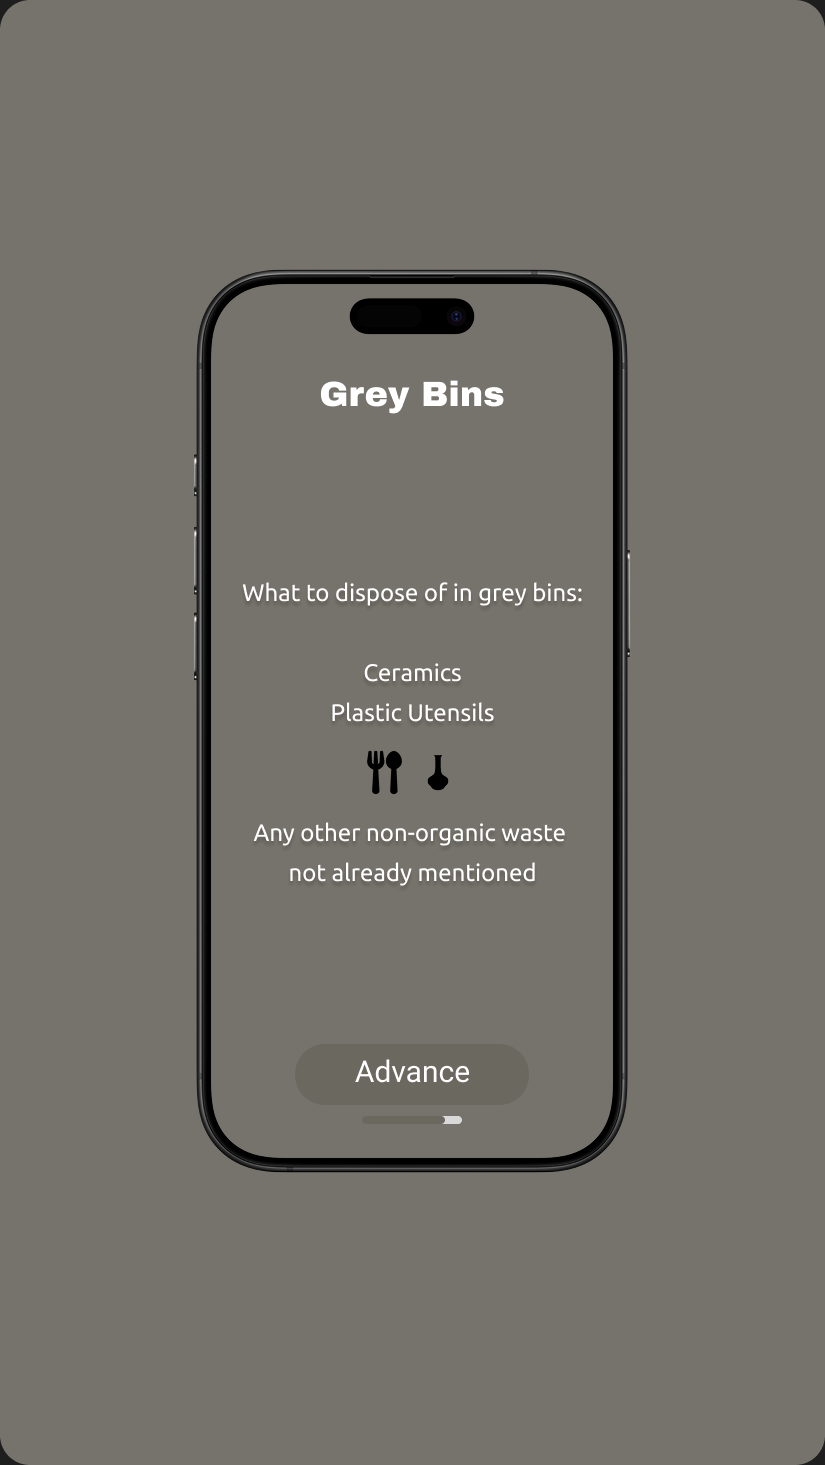 Grey Bins
What to dispose of in grey bins:
Ceramics
Plastic Utensils
Any other non-organic waste
not already mentioned
Advance